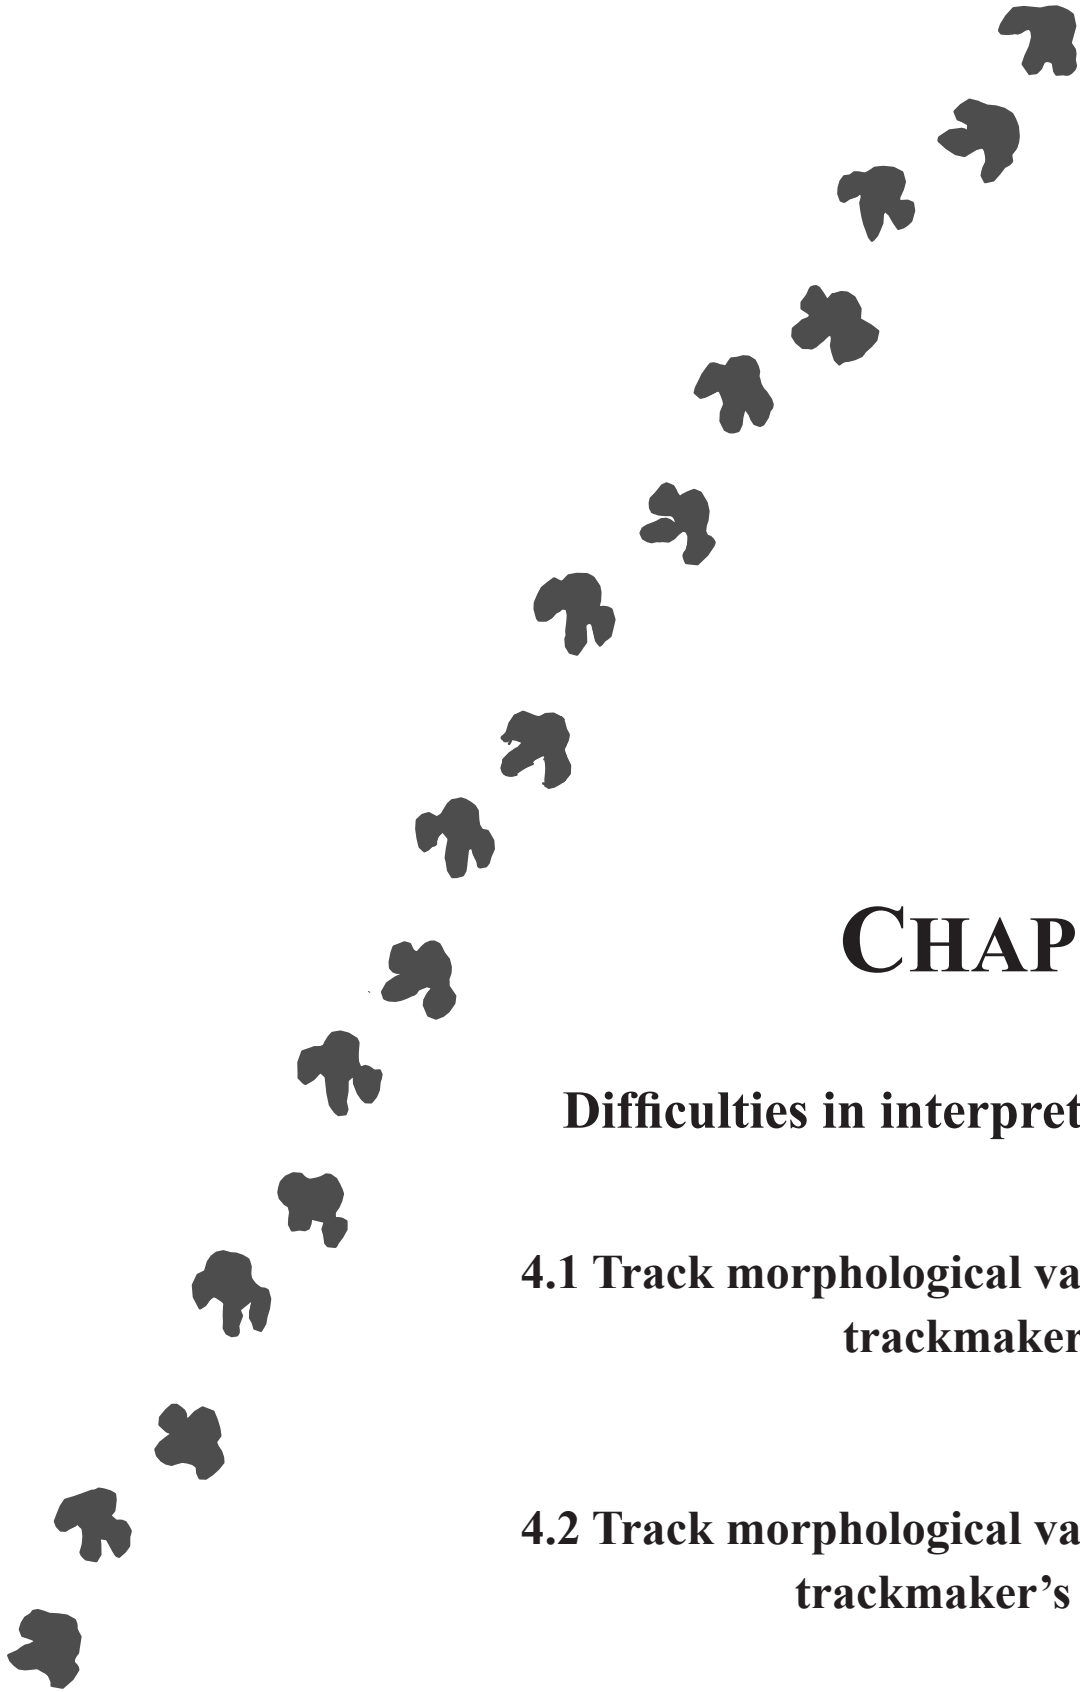 CHAP
Difficulties in interpret
4.1 Track morphological va
trackmaker
4.2 Track morphological va
trackmaker’s